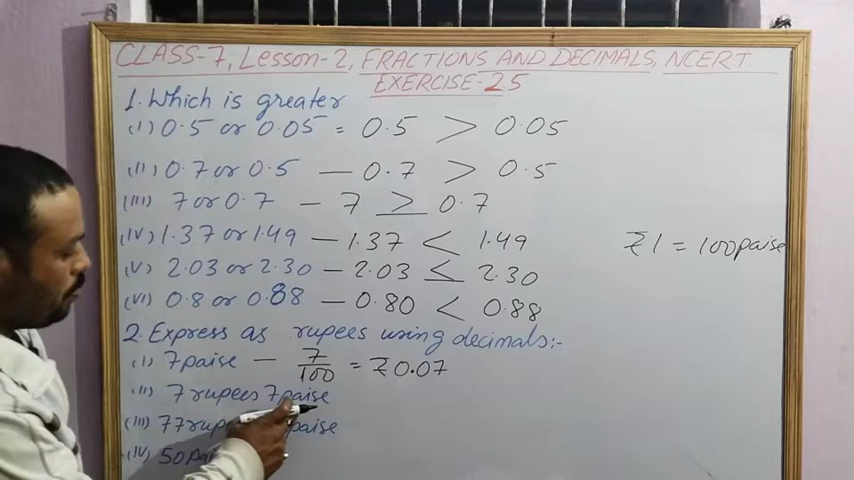 CLASS-7, Lesson-2, FRACTIONS AND DECIMALS, NCERT
EXERCISE-2.5
1. Which is greater
(i) 0.5 or 0.05 = 0.5 > 0.05
(ii) 0.7 or 0.5 — 0.7 > 0.5
(iii) 7 or 0.7 — 7 > 0.7
(iv) 1.37 or 1.49 — 1.37 < 1.49
₹1 = 100 paise
(v) 2.03 or 2.30 — 2.03 < 2.30
(vi) 0.8 or 0.88 — 0.80 < 0.88
2. Express as rupees using decimals:-
(i) 7 paise — 7/100 = ₹0.07
(ii) 7 rupees 7 paise
(iii) 77 paise
(iv) 50